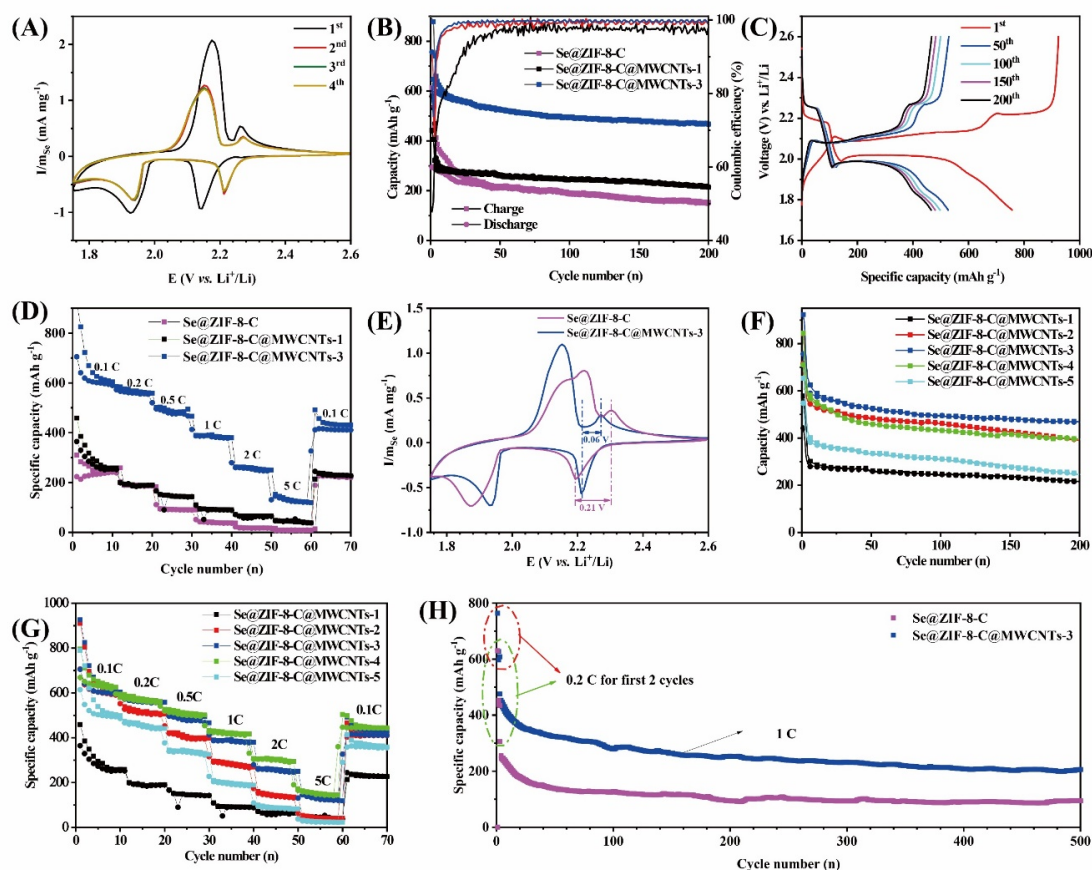 (A)
1st
2nd
3rd
4th
2
1
0
-1
I/mSe (mA mg-1)
1.8 2.0 2.2 2.4 2.6
E (V vs. Li+/Li)
(B)
800
600
400
200
0
Capacity (mAh g-1)
Se@ZIF-8-C
Se@ZIF-8-C@MWCNTs-1
Se@ZIF-8-C@MWCNTs-3
Charge
Discharge
100
90
80
70
60
50
40
Coulombic efficiency (%)
0 50 100 150 200
Cycle number (n)
(C)
1st
50th
100th
150th
200th
2.6
2.4
2.2
2.0
1.8
1.6
Voltage (V) vs. Li+/Li
0 200 400 600 800 1000
Specific capacity (mAh g-1)
(D)
Se@ZIF-8-C
Se@ZIF-8-C@MWCNTs-1
Se@ZIF-8-C@MWCNTs-3
800
600
400
200
0
Specific capacity (mAh g-1)
0.1 C
0.2 C
0.5 C
1 C
2 C
5 C
0.1 C
0 10 20 30 40 50 60 70
Cycle number (n)
(E)
Se@ZIF-8-C
Se@ZIF-8-C@MWCNTs-3
1.5
1.0
0.5
0.0
-0.5
-1.0
I/mSe (mA mg-1)
0.06 V
0.21 V
1.8 2.0 2.2 2.4 2.6
E (V vs. Li+/Li)
(F)
Se@ZIF-8-C@MWCNTs-1
Se@ZIF-8-C@MWCNTs-2
Se@ZIF-8-C@MWCNTs-3
Se@ZIF-8-C@MWCNTs-4
Se@ZIF-8-C@MWCNTs-5
800
600
400
200
0
Capacity (mAh g-1)
0 50 100 150 200
Cycle number (n)
(G)
Se@ZIF-8-C@MWCNTs-1
Se@ZIF-8-C@MWCNTs-2
Se@ZIF-8-C@MWCNTs-3
Se@ZIF-8-C@MWCNTs-4
Se@ZIF-8-C@MWCNTs-5
1000
800
600
400
200
0
Specific capacity (mAh g-1)
0.1C
0.2C
0.5C
1C
2C
5C
0.1C
0 10 20 30 40 50 60 70
Cycle number (n)
(H)
Se@ZIF-8-C
Se@ZIF-8-C@MWCNTs-3
800
600
400
200
0
Specific capacity (mAh g-1)
0.2 C for first 2 cycles
1 C
0 100 200 300 400 500
Cycle number (n)